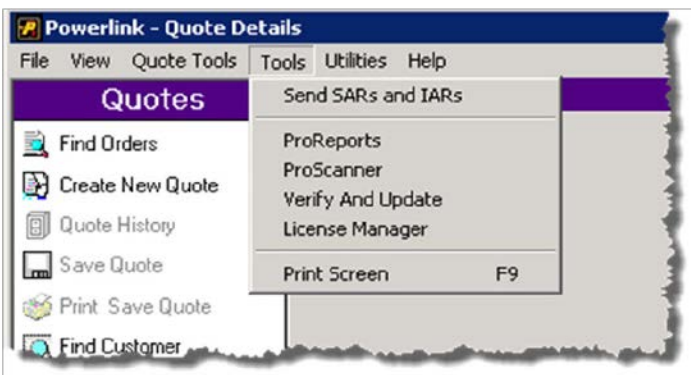 Powerlink - Quote Details
File View Quote Tools Tools Utilities Help
Quotes
Send SARs and IARs
Find Orders
ProReports
ProScanner
Create New Quote
Verify And Update
Quote History
License Manager
Save Quote
Print Screen F9
Print Save Quote
Find Customer